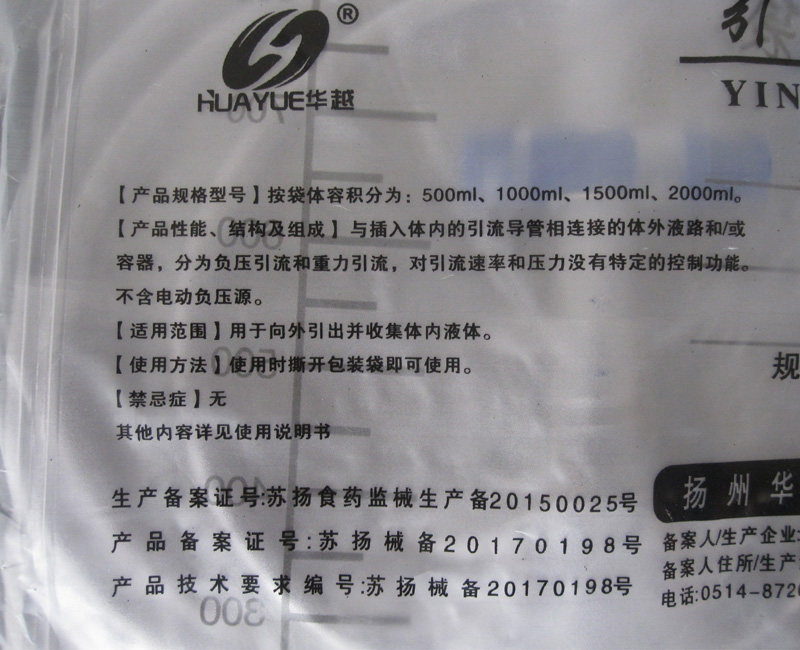 ®
HUAYUE华越
引
YIN
【产品规格型号】按袋体容积分为：500ml、1000ml、1500ml、2000ml。
【产品性能、结构及组成】与插入体内的引流导管相连接的体外液路和/或
容器，分为负压引流和重力引流，对引流速率和压力没有特定的控制功能。
不含电动负压源。
【适用范围】用于向外引出并收集体内液体。
【使用方法】使用时撕开包装袋即可使用。
【禁忌症】无
其他内容详见使用说明书
规
生产备案证号:苏扬食药监械生产备20150025号
产品备案证号:苏扬械备20170198号
产品技术要求编号:苏扬械备20170198号
扬州华
备案人/生产企业:
备案人住所/生产
电话:0514-8720
700
600
500
400
300